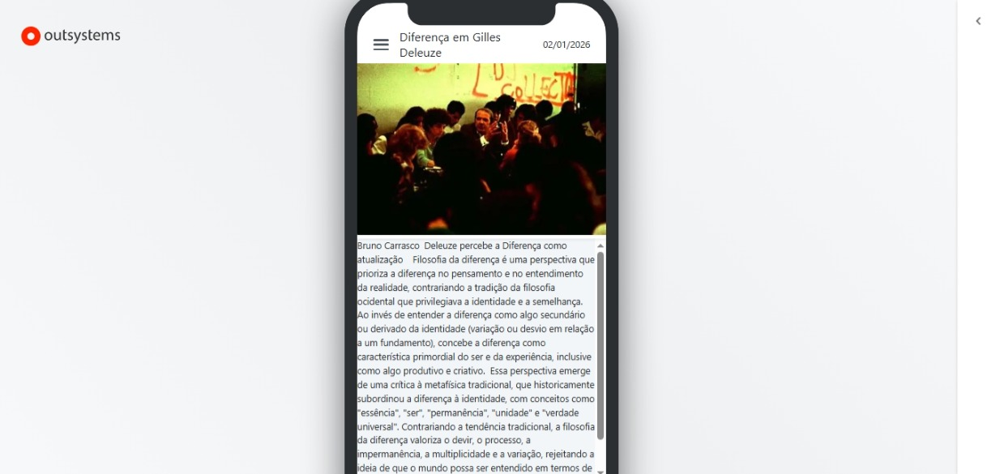 outsystems
Diferença em Gilles
Deleuze
02/01/2026
COLLECT
Bruno Carrasco  Deleuze percebe a Diferença como
atualização    Filosofia da diferença é uma perspectiva que
prioriza a diferença no pensamento e no entendimento
da realidade, contrariando a tradição da filosofia
ocidental que privilegiava a identidade e a semelhança.
Ao invés de entender a diferença como algo secundário
ou derivado da identidade (variação ou desvio em relação
a um fundamento), concebe a diferença como
característica primordial do ser e da experiência, inclusive
como algo produtivo e criativo.  Essa perspectiva emerge
de uma crítica à metafísica tradicional, que historicamente
subordinou a diferença à identidade, com conceitos como
"essência", "ser", "permanência", "unidade" e "verdade
universal". Contrariando a tendência tradicional, a filosofia
da diferença valoriza o devir, o processo, a
impermanência, a multiplicidade e a variação, rejeitando a
ideia de que o mundo possa ser entendido em termos de